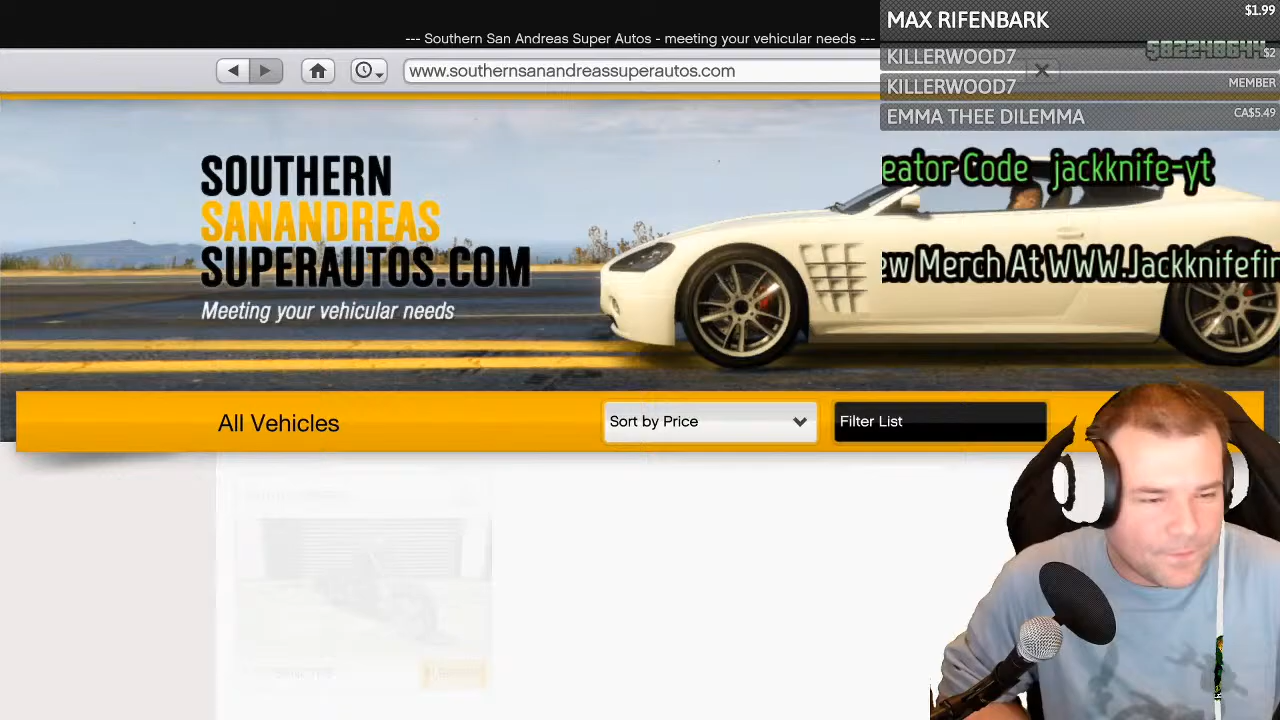 --- Southern San Andreas Super Autos - meeting your vehicular needs ---
www.southernsanandreassuperautos.com
MAX RIFENBARK $1.99
KILLERWOOD7 $2
KILLERWOOD7 MEMBER
EMMA THEE DILEMMA CA$5.49
eator Code jackknife-yt
ew Merch At WWW.Jackknifefir
SOUTHERN
SANANDREAS
SUPERAUTOS.COM
Meeting your vehicular needs
All Vehicles
Sort by Price
Filter List